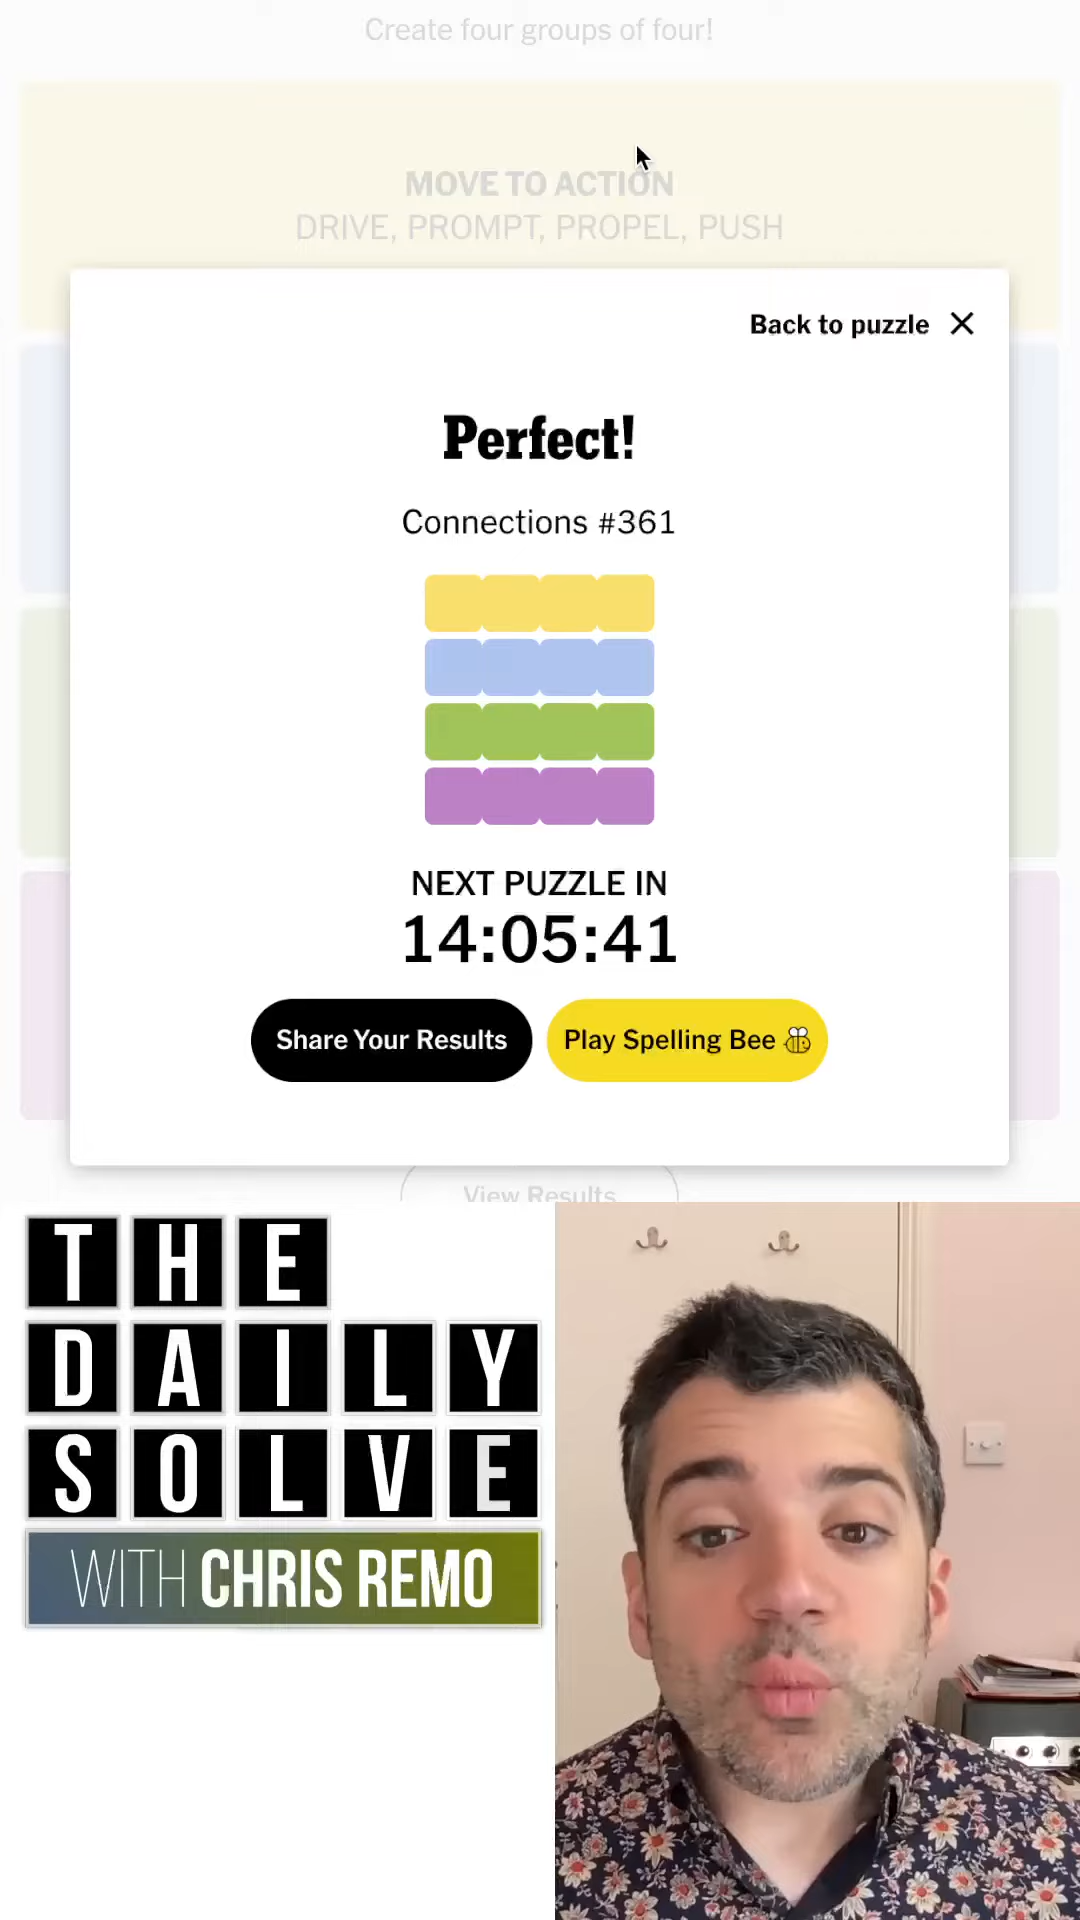 Create four groups of four!
MOVE TO ACTION
DRIVE, PROMPT, PROPEL, PUSH
Back to puzzle
Perfect!
Connections #361
NEXT PUZZLE IN
14:05:41
Share Your Results
Play Spelling Bee
View Results
THE
DAILY
SOLVE
WITH CHRIS REMO